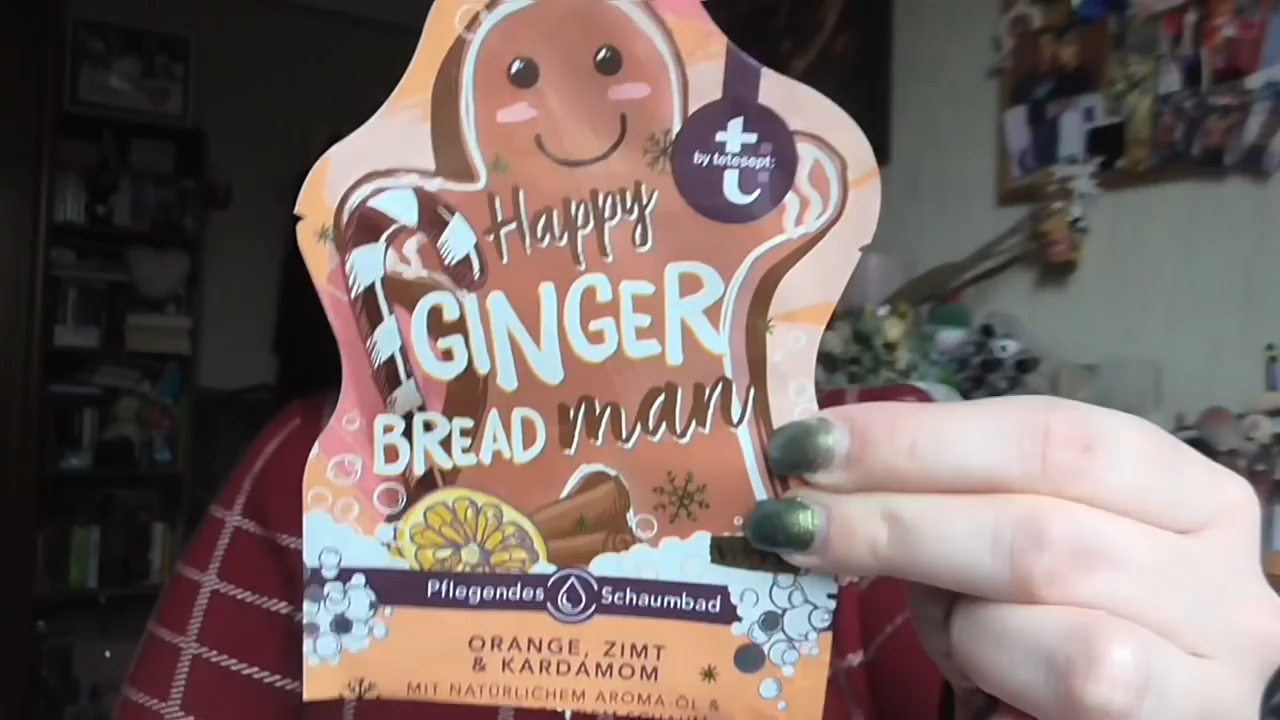 t
by tetesept:
Happy
GINGER
BREAD man
Pflegendes Schaumbad
ORANGE, ZIMT
& KARDAMOM
MIT NATÜRLICHEM AROMA-ÖL &